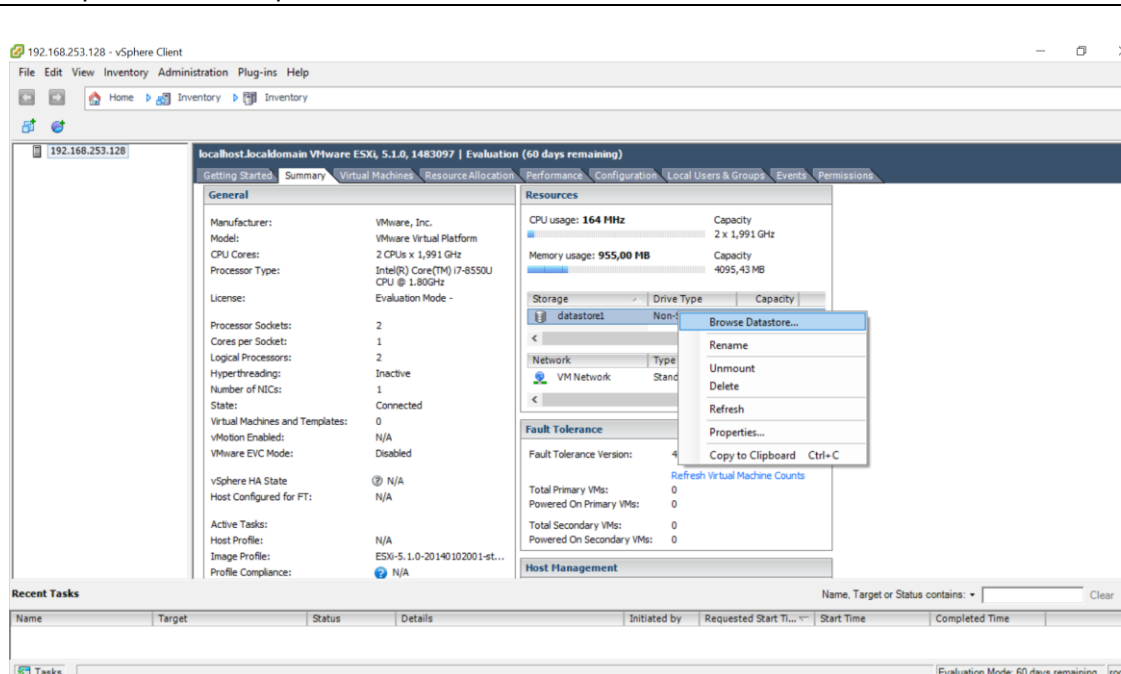 192.168.253.128 - vSphere Client
File Edit View Inventory Administration Plug-ins Help
Home Inventory Inventory
192.168.253.128
localhost.localdomain VMware ESXi, 5.1.0, 1483097 | Evaluation (60 days remaining)
Getting Started Summary Virtual Machines Resource Allocation Performance Configuration Local Users & Groups Events Permissions
General
Manufacturer: VMware, Inc.
Model: VMware Virtual Platform
CPU Cores: 2 CPUs x 1,991 GHz
Processor Type: Intel(R) Core(TM) i7-8550U
CPU @ 1.80GHz
License: Evaluation Mode -
Processor Sockets: 2
Cores per Socket: 1
Logical Processors: 2
Hyperthreading: Inactive
Number of NICs: 1
State: Connected
Virtual Machines and Templates: 0
vMotion Enabled: N/A
VMware EVC Mode: Disabled
vSphere HA State N/A
Host Configured for FT: N/A
Active Tasks:
Host Profile: N/A
Image Profile: ESXi-5.1.0-20140102001-st...
Profile Compliance: N/A
Resources
CPU usage: 164 MHz Capacity
2 x 1,991 GHz
Memory usage: 955,00 MB Capacity
4095,43 MB
Storage Drive Type Capacity
datastore1
Network Type
VM Network
Browse Datastore...
Rename
Unmount
Delete
Refresh
Properties...
Copy to Clipboard Ctrl+C
Fault Tolerance
Fault Tolerance Version: 4
Refresh Virtual Machine Counts
Total Primary VMs: 0
Powered On Primary VMs: 0
Total Secondary VMs: 0
Powered On Secondary VMs: 0
Host Management
Recent Tasks Name, Target or Status contains: Clear
Name Target Status Details Initiated by Requested Start Ti... Start Time Completed Time
Tasks Evaluation Mode: 60 days remaining